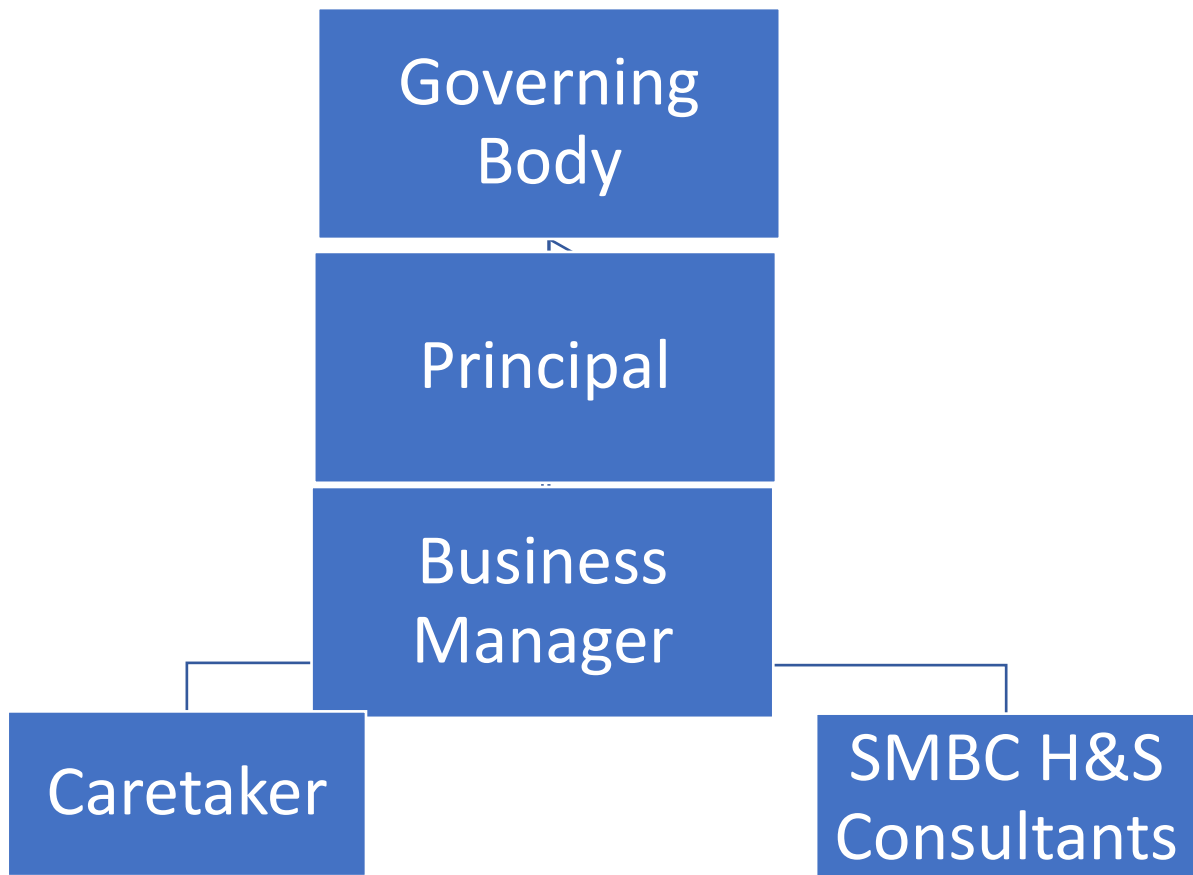 Governing
Body
Principal
Business
Manager
Caretaker
SMBC H&S
Consultants